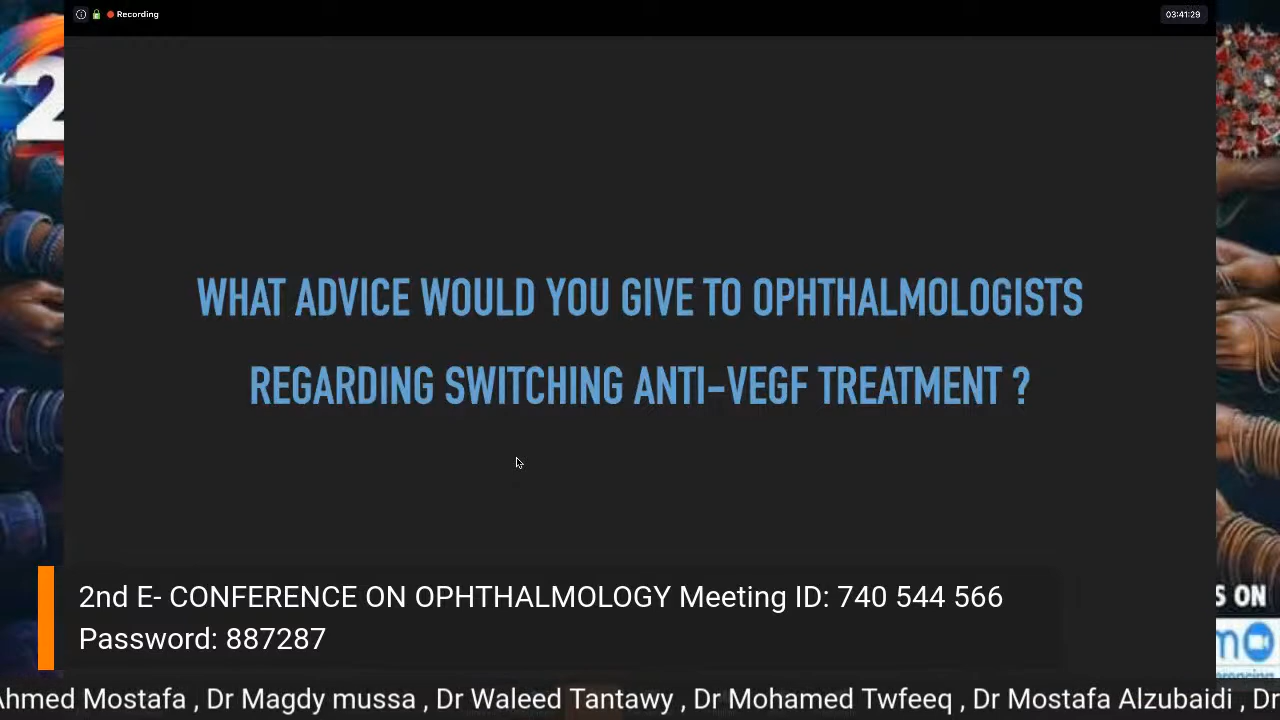 Recording
03:41:29
2
WHAT ADVICE WOULD YOU GIVE TO OPHTHALMOLOGISTS
REGARDING SWITCHING ANTI-VEGF TREATMENT ?
2nd E- CONFERENCE ON OPHTHALMOLOGY Meeting ID: 740 544 566
Password: 887287
S ON
m
Ahmed Mostafa , Dr Magdy mussa , Dr Waleed Tantawy , Dr Mohamed Twfeeq , Dr Mostafa Alzubaidi , Dr